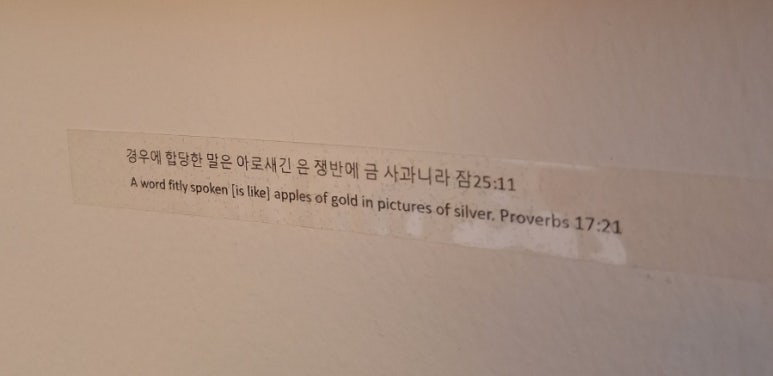 경우에 합당한 말은 아로새긴 은 쟁반에 금 사과니라 잠25:11
A word fitly spoken [is like] apples of gold in pictures of silver. Proverbs 17:21